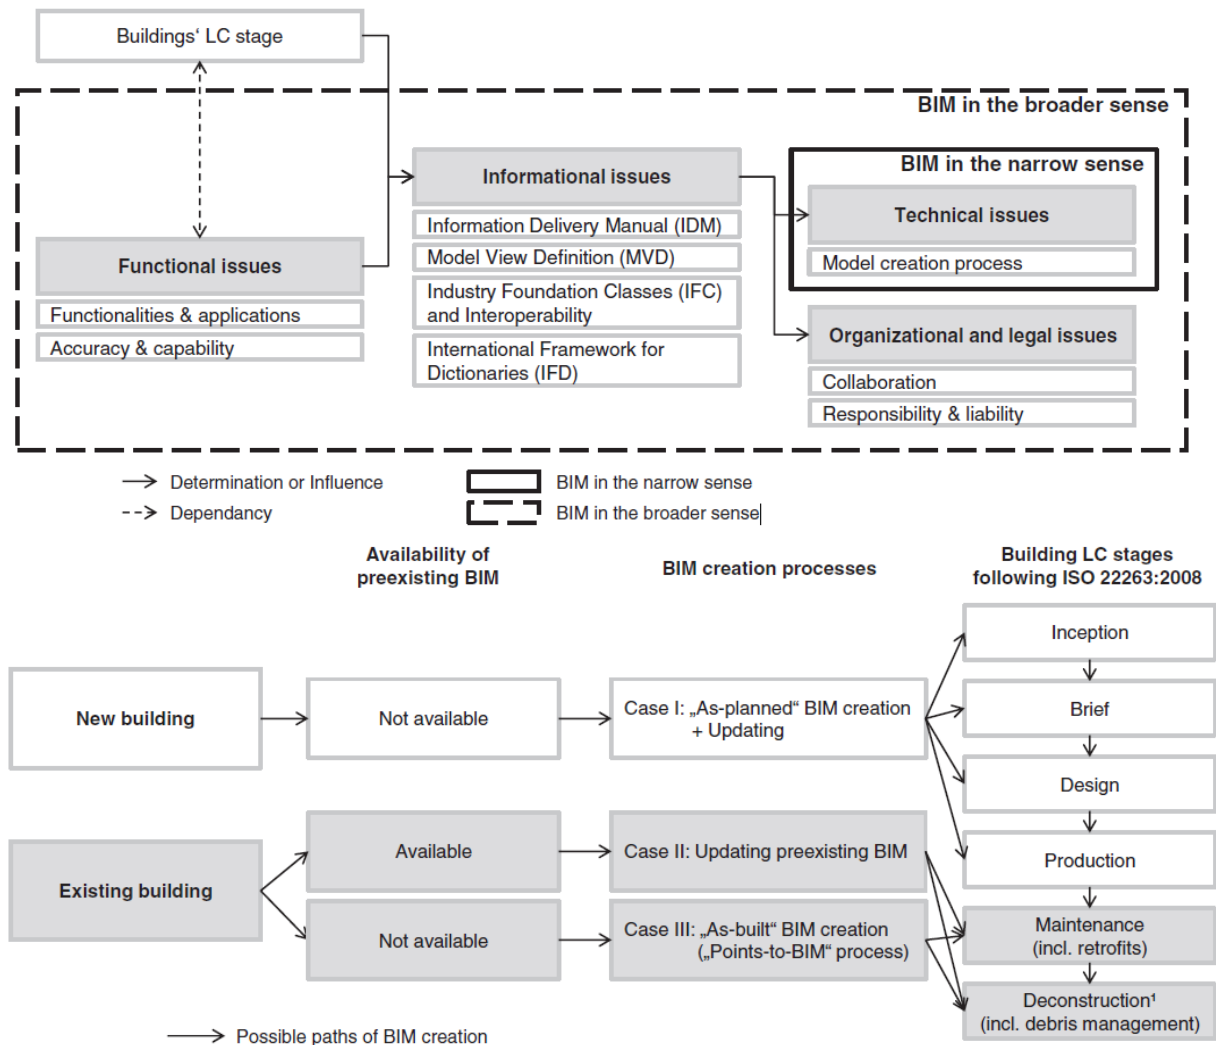 Buildings‘ LC stage
BIM in the broader sense
BIM in the narrow sense
Informational issues
Technical issues
Information Delivery Manual (IDM)
Model View Definition (MVD)
Model creation process
Functional issues
Industry Foundation Classes (IFC)
and Interoperability
Functionalities & applications
Organizational and legal issues
Accuracy & capability
International Framework for
Dictionaries (IFD)
Collaboration
Responsibility & liability
Determination or Influence
BIM in the narrow sense
Dependancy
BIM in the broader sense
Availability of
preexisting BIM
BIM creation processes
Building LC stages
following ISO 22263:2008
Inception
New building
Not available
Case I: „As-planned“ BIM creation
+ Updating
Brief
Design
Production
Existing building
Available
Case II: Updating preexisting BIM
Not available
Case III: „As-built“ BIM creation
(„Points-to-BIM“ process)
Maintenance
(incl. retrofits)
Deconstruction¹
(incl. debris management)
Possible paths of BIM creation